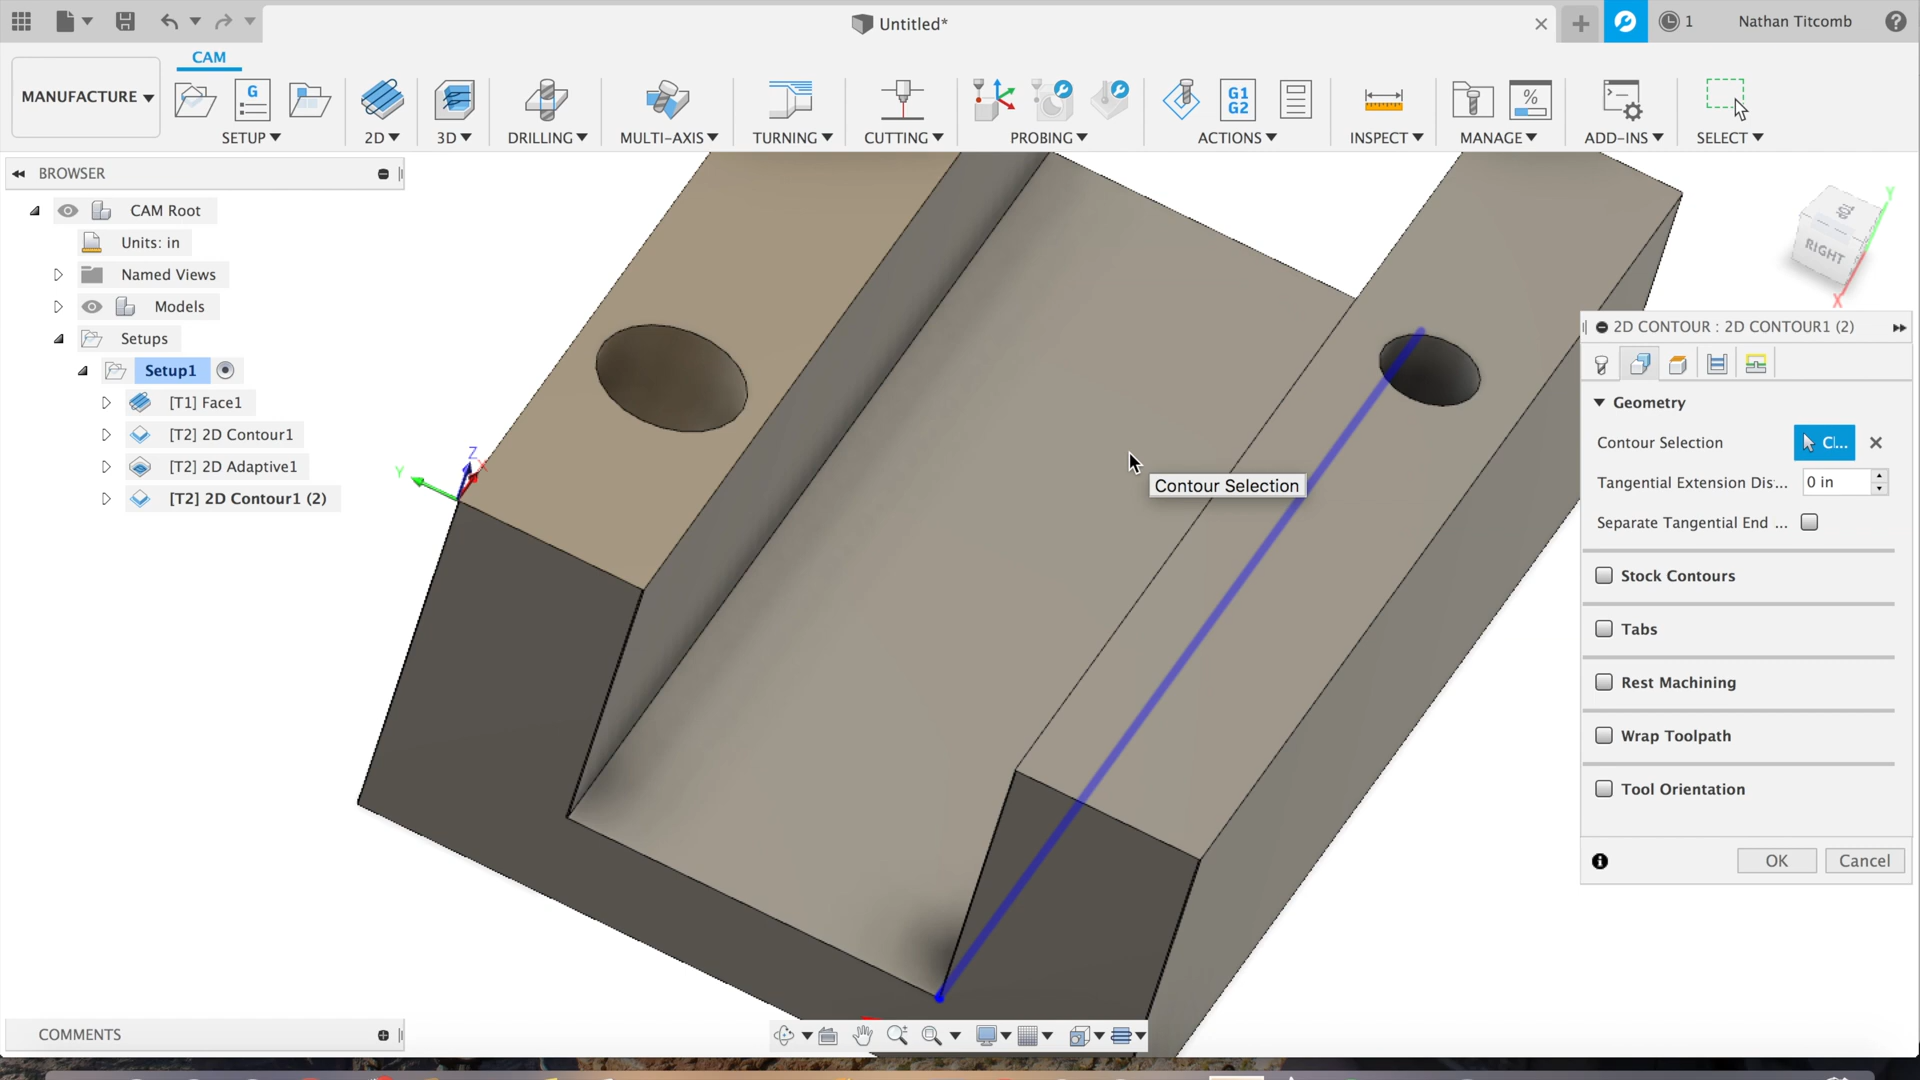 Untitled*
1
Nathan Titcomb
CAM
MANUFACTURE
G
G1
G2
%
SETUP
2D
3D
DRILLING
MULTI-AXIS
TURNING
CUTTING
PROBING
ACTIONS
INSPECT
MANAGE
ADD-INS
SELECT
BROWSER
CAM Root
Units: in
Named Views
Models
Setups
Setup1
[T1] Face1
[T2] 2D Contour1
[T2] 2D Adaptive1
[T2] 2D Contour1 (2)
Z
X
Y
Contour Selection
Y
TOP
RIGHT
X
2D CONTOUR : 2D CONTOUR1 (2)
Geometry
Contour Selection
C...
Tangential Extension Dis...
0 in
Separate Tangential End ...
Stock Contours
Tabs
Rest Machining
Wrap Toolpath
Tool Orientation
OK
Cancel
COMMENTS